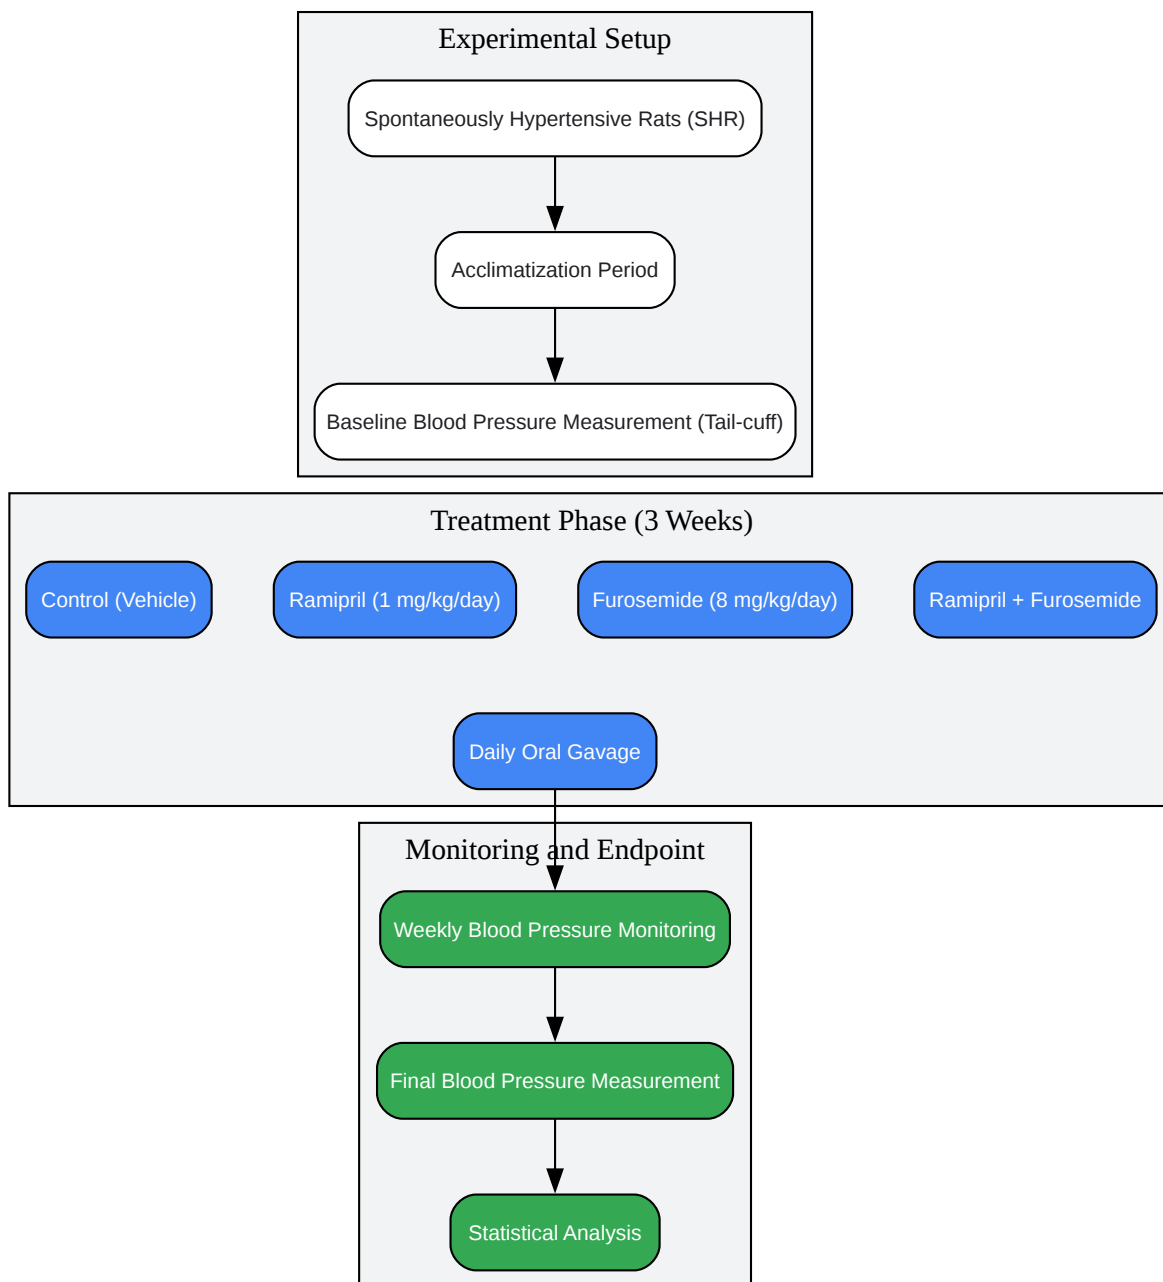 Experimental Setup
Spontaneously Hypertensive Rats (SHR)
Acclimatization Period
Baseline Blood Pressure Measurement (Tail-cuff)
Treatment Phase (3 Weeks)
Control (Vehicle)
Ramipril (1 mg/kg/day)
Furosemide (8 mg/kg/day)
Ramipril + Furosemide
Daily Oral Gavage
Monitoring and Endpoint
Weekly Blood Pressure Monitoring
Final Blood Pressure Measurement
Statistical Analysis